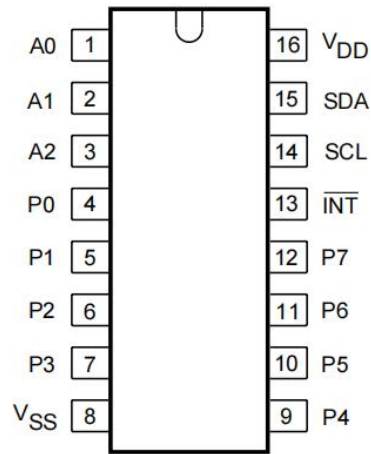 A0 1 16 VDD
A1 2 15 SDA
A2 3 14 SCL
P0 4 13 I̅N̅T̅
P1 5 12 P7
P2 6 11 P6
P3 7 10 P5
VSS 8 9 P4